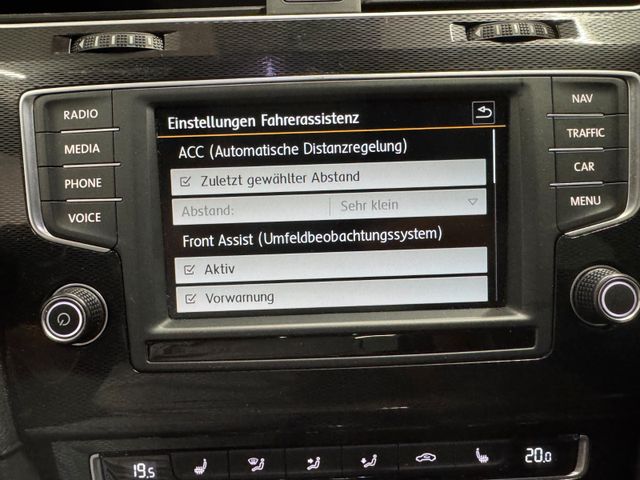 RADIO
MEDIA
PHONE
VOICE
Einstellungen Fahrerassistenz
ACC (Automatische Distanzregelung)
Zuletzt gewählter Abstand
Abstand: Sehr klein
Front Assist (Umfeldbeobachtungssystem)
Aktiv
Vorwarnung
NAV
TRAFFIC
CAR
MENU
19.5 20.0